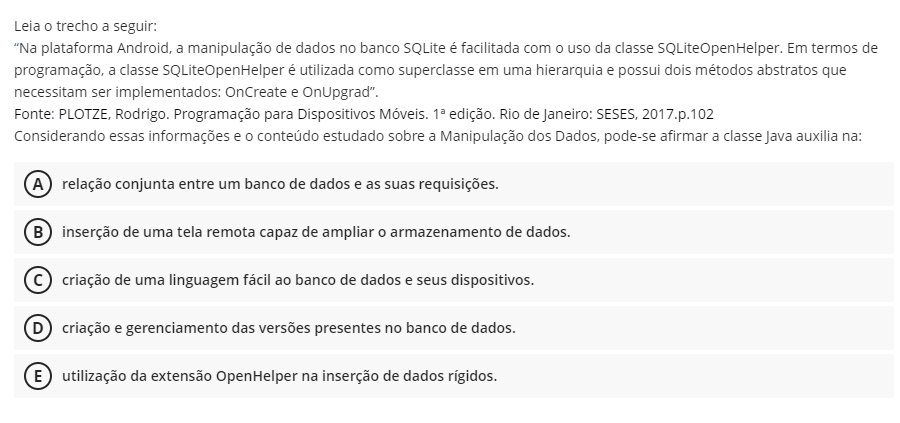 Leia o trecho a seguir:
“Na plataforma Android, a manipulação de dados no banco SQLite é facilitada com o uso da classe SQLiteOpenHelper. Em termos de
programação, a classe SQLiteOpenHelper é utilizada como superclasse em uma hierarquia e possui dois métodos abstratos que
necessitam ser implementados: OnCreate e OnUpgrad”.
Fonte: PLOTZE, Rodrigo. Programação para Dispositivos Móveis. 1ª edição. Rio de Janeiro: SESES, 2017.p.102
Considerando essas informações e o conteúdo estudado sobre a Manipulação dos Dados, pode-se afirmar a classe Java auxilia na:
A relação conjunta entre um banco de dados e as suas requisições.
B inserção de uma tela remota capaz de ampliar o armazenamento de dados.
C criação de uma linguagem fácil ao banco de dados e seus dispositivos.
D criação e gerenciamento das versões presentes no banco de dados.
E utilização da extensão OpenHelper na inserção de dados rígidos.